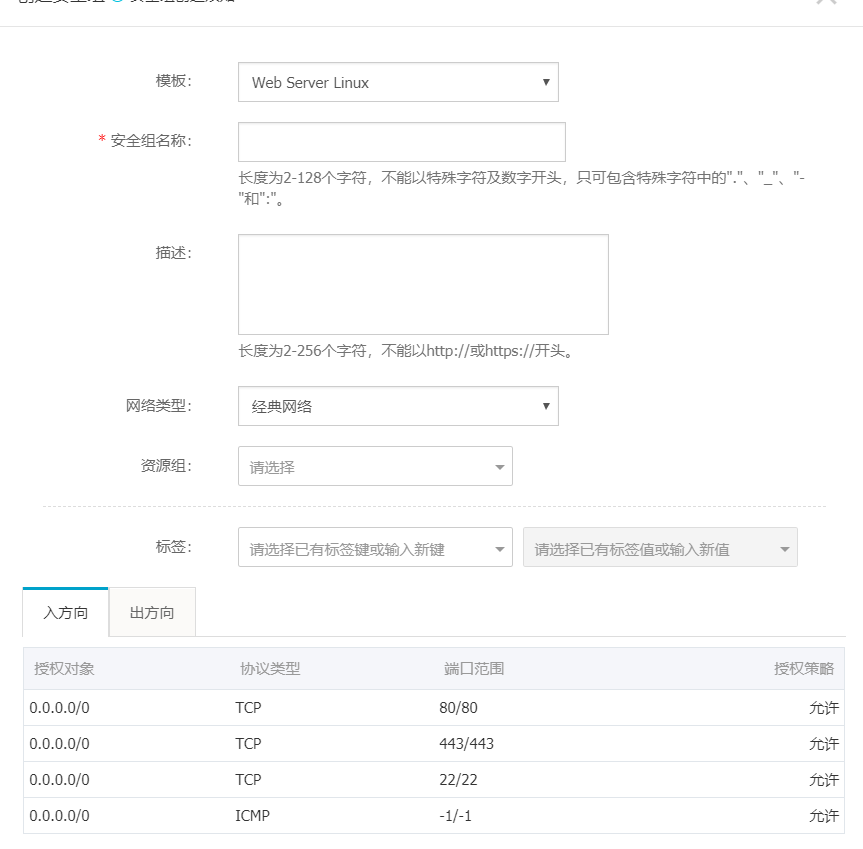 模板：
Web Server Linux
* 安全组名称：
长度为2-128个字符，不能以特殊字符及数字开头，只可包含特殊字符中的"."、"_"、"-
"和":"。
描述：
长度为2-256个字符，不能以http://或https://开头。
网络类型：
经典网络
资源组：
请选择
标签：
请选择已有标签键或输入新键
请选择已有标签值或输入新值
入方向 出方向
授权对象 协议类型 端口范围 授权策略
0.0.0.0/0 TCP 80/80 允许
0.0.0.0/0 TCP 443/443 允许
0.0.0.0/0 TCP 22/22 允许
0.0.0.0/0 ICMP -1/-1 允许